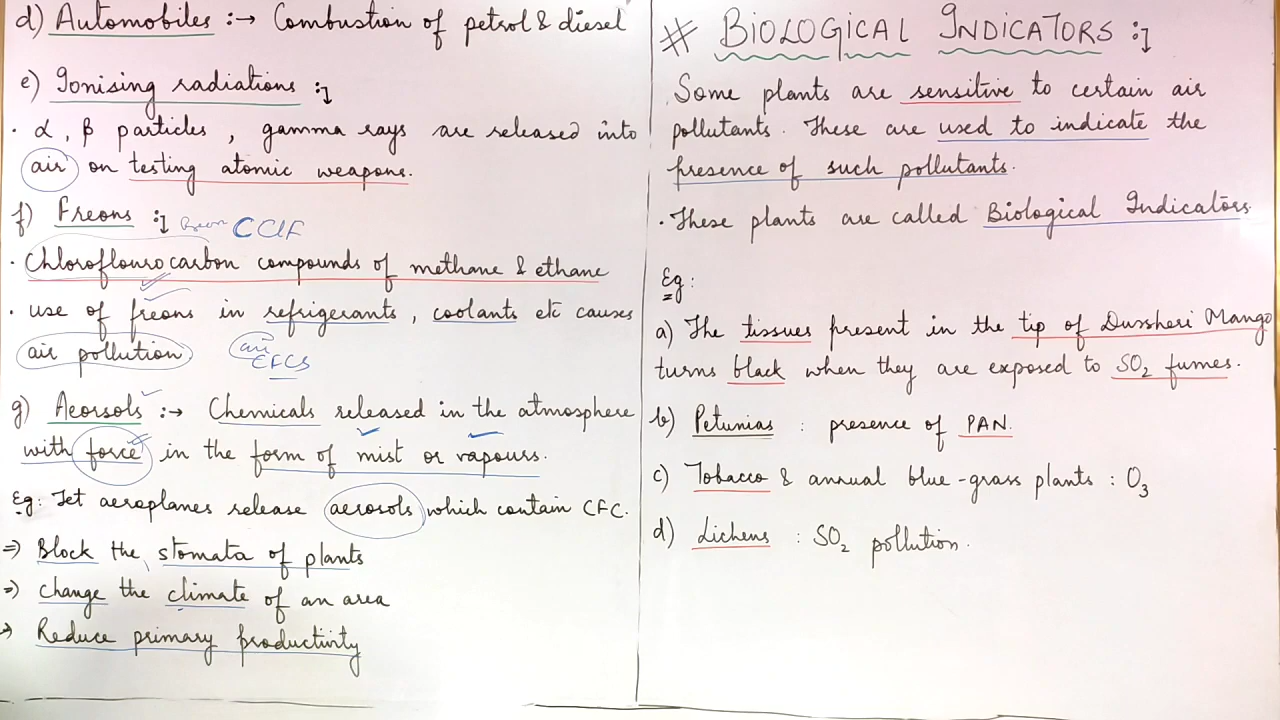 d) Automobiles :→ Combustion of petrol & diesel
e) Ionising radiations :]
· α, β particles, gamma rays are released into
air on testing atomic weapons.
f) Freons :] CClF
· Chloroflourocarbon compounds of methane & ethane
· use of freons in refrigerants, coolants etc causes
air pollution air CFCs
g) Aeorsols :→ Chemicals released in the atmosphere
with force in the form of mist or vapours.
Eg: Jet aeroplanes release aerosols which contain CFC.
⇒ Block the stomata of plants
⇒ Change the climate of an area
⇒ Reduce primary productivity
# BIOLOGICAL INDICATORS :]
Some plants are sensitive to certain air
pollutants. These are used to indicate the
presence of such pollutants.
· These plants are called Biological Indicators.
Eg:
a) The tissues present in the tip of Dussheri Mango
turns black when they are exposed to SO₂ fumes.
b) Petunias : presence of PAN.
c) Tobacco & annual blue-grass plants : O₃
d) Lichens : SO₂ pollution.